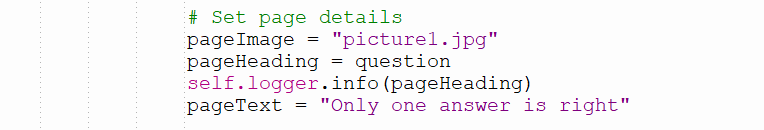 # Set page details
pageImage = "picture1.jpg"
pageHeading = question
self.logger.info(pageHeading)
pageText = "Only one answer is right"